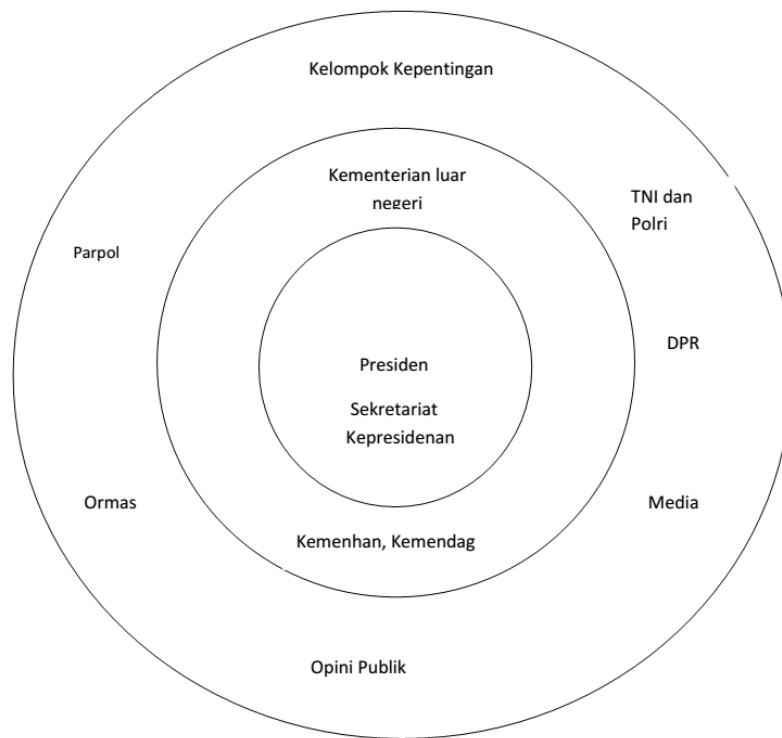 Kelompok Kepentingan
Kementerian luar
negeri
TNI dan
Polri
Parpol
DPR
Presiden
Sekretariat
Kepresidenan
Ormas
Media
Kemenhan, Kemendag
Opini Publik